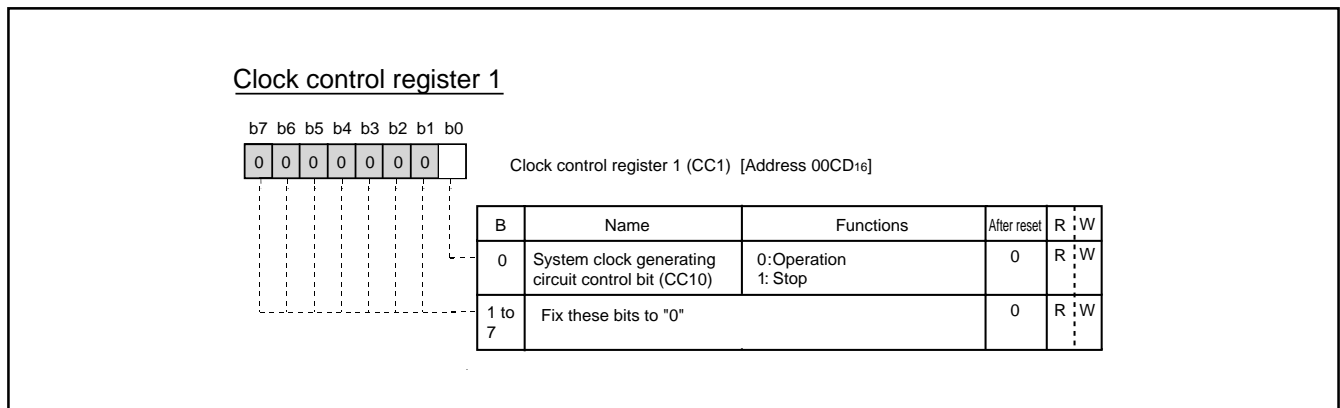 Clock control register 1
b7 b6 b5 b4 b3 b2 b1 b0
0 0 0 0 0 0 0
Clock control register 1 (CC1) [Address 00CD16]
B Name Functions After reset R W
0 System clock generating 0:Operation 0 R W
circuit control bit (CC10) 1: Stop
1 to Fix these bits to "0" 0 R W
7